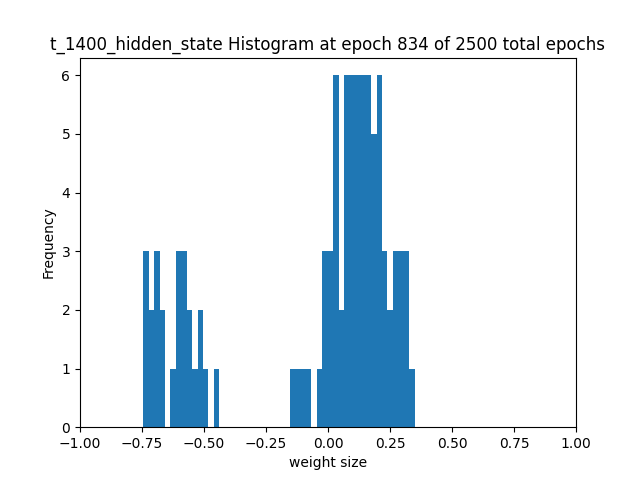 t_1400_hidden_state Histogram at epoch 834 of 2500 total epochs
Frequency
6
5
4
3
2
1
0
−1.00 −0.75 −0.50 −0.25 0.00 0.25 0.50 0.75 1.00
weight size